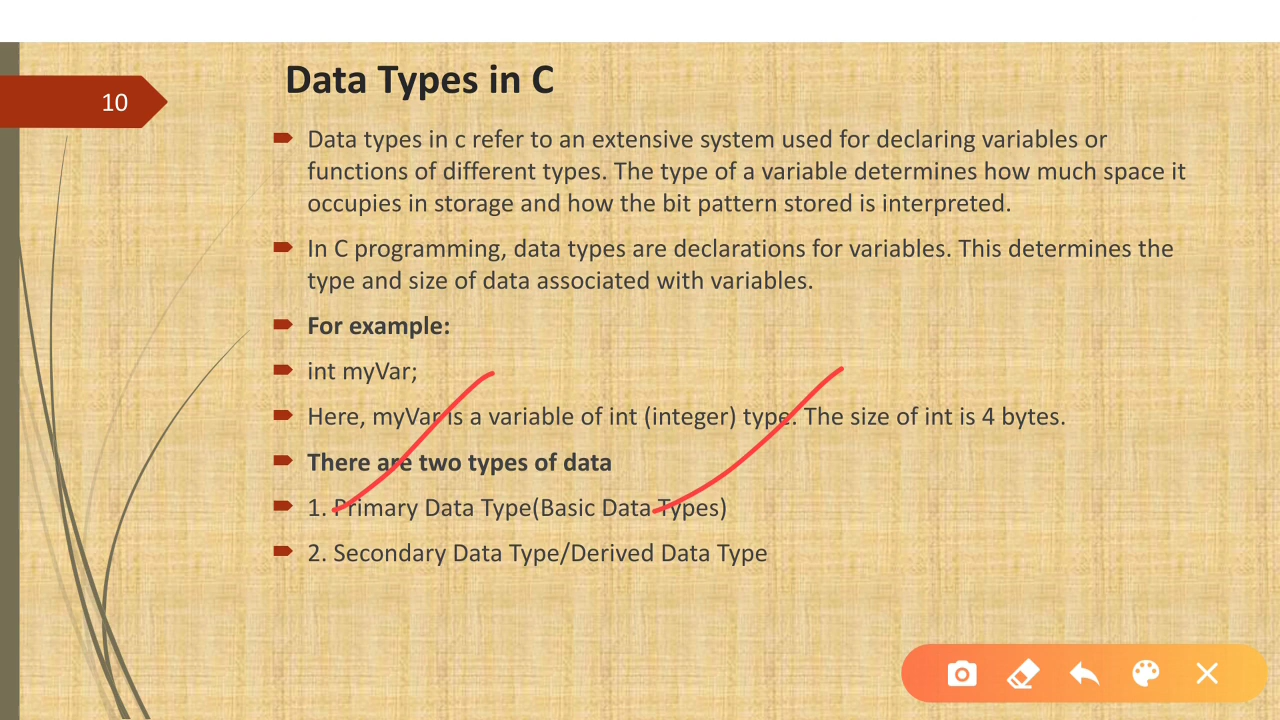 Data Types in C
10
Data types in c refer to an extensive system used for declaring variables or
functions of different types. The type of a variable determines how much space it
occupies in storage and how the bit pattern stored is interpreted.
In C programming, data types are declarations for variables. This determines the
type and size of data associated with variables.
For example:
int myVar;
Here, myVar is a variable of int (integer) type. The size of int is 4 bytes.
There are two types of data
1. Primary Data Type(Basic Data Types)
2. Secondary Data Type/Derived Data Type